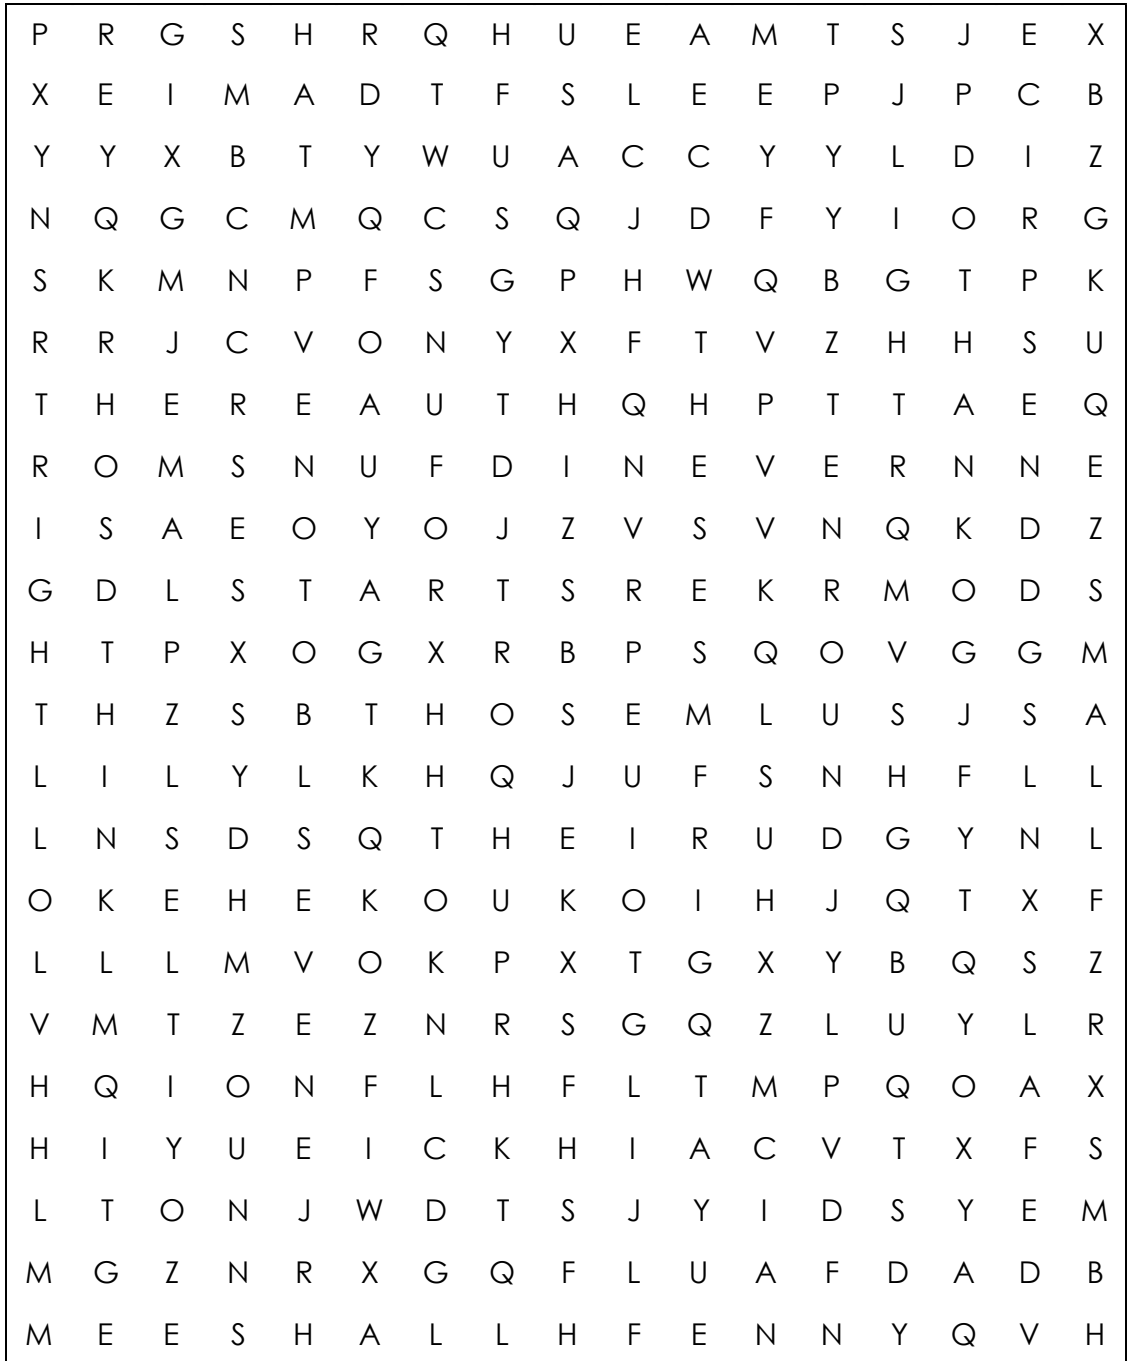 P R G S H R Q H U E A M T S J E X
X E I M A D T F S L E E P J P C B
Y Y X B T Y W U A C C Y Y L D I Z
N Q G C M Q C S Q J D F Y I O R G
S K M N P F S G P H W Q B G T P K
R R J C V O N Y X F T V Z H H S U
T H E R E A U T H Q H P T T A E Q
R O M S N U F D I N E V E R N N E
I S A E O Y O J Z V S V N Q K D Z
G D L S T A R T S R E K R M O D S
H T P X O G X R B P S Q O V G G M
T H Z S B T H O S E M L U S J S A
L I L Y L K H Q J U F S N H F L L
L N S D S Q T H E I R U D G Y N L
O K E H E K O U K O I H J Q T X F
L L L M V O K P X T G X Y B Q S Z
V M T Z E Z N R S G Q Z L U Y L R
H Q I O N F L H F L T M P Q O A X
H I Y U E I C K H I A C V T X F S
L T O N J W D T S J Y I D S Y E M
M G Z N R X G Q F L U A F D A D B
M E E S H A L L H F E N N Y Q V H